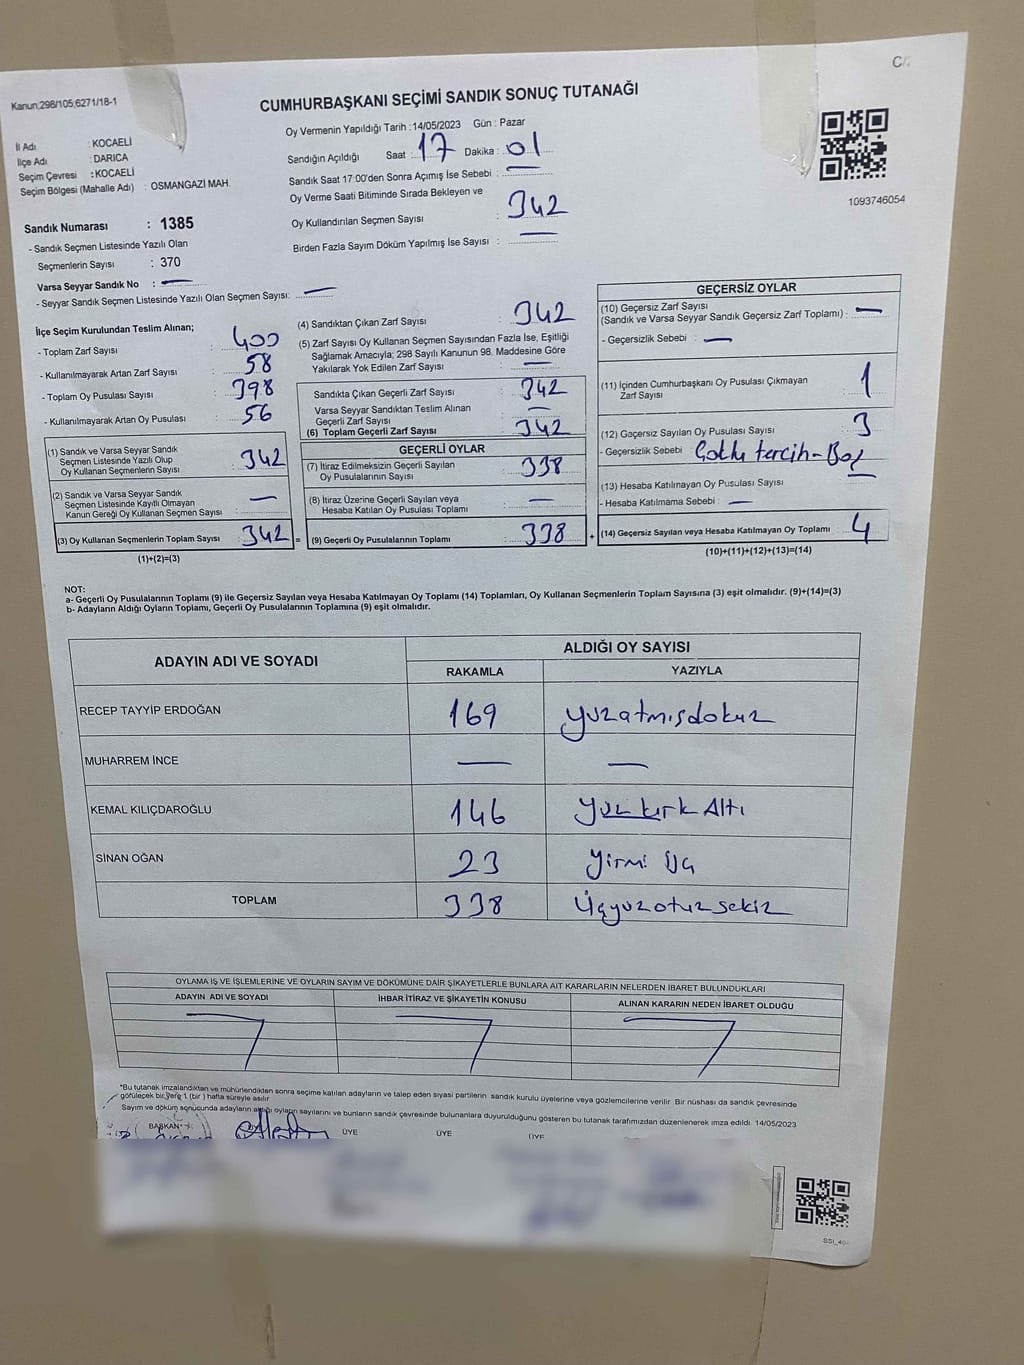 C/.
Kanun;298/105;6271/18-1
CUMHURBAŞKANI SEÇİMİ SANDIK SONUÇ TUTANAĞI
İl Adı : KOCAELİ
İlçe Adı : DARICA
Seçim Çevresi : KOCAELİ
Seçim Bölgesi (Mahalle Adı) : OSMANGAZİ MAH.
Oy Vermenin Yapıldığı Tarih : 14/05/2023 Gün : Pazar
Sandığın Açıldığı Saat : 17 Dakika : 01
Sandık Saat 17:00'den Sonra Açımış İse Sebebi : —
Oy Verme Saati Bitiminde Sırada Bekleyen ve
Oy Kullandırılan Seçmen Sayısı : 342
Birden Fazla Sayım Döküm Yapılmış İse Sayısı : —
1093746054
Sandık Numarası : 1385
- Sandık Seçmen Listesinde Yazılı Olan
Seçmenlerin Sayısı : 370
Varsa Seyyar Sandık No : —
- Seyyar Sandık Seçmen Listesinde Yazılı Olan Seçmen Sayısı: —
İlçe Seçim Kurulundan Teslim Alınan;
- Toplam Zarf Sayısı : 400
- Kullanılmayarak Artan Zarf Sayısı : 58
- Toplam Oy Pusulası Sayısı : 398
- Kullanılmayarak Artan Oy Pusulası : 56
(1) Sandık ve Varsa Seyyar Sandık
Seçmen Listesinde Yazılı Olup
Oy Kullanan Seçmenlerin Sayısı : 342
(2) Sandık ve Varsa Seyyar Sandık
Seçmen Listesinde Kayıtlı Olmayan
Kanun Gereği Oy Kullanan Seçmen Sayısı : —
(3) Oy Kullanan Seçmenlerin Toplam Sayısı : 342 =
(1)+(2)=(3)
(4) Sandıktan Çıkan Zarf Sayısı : 342
(5) Zarf Sayısı Oy Kullanan Seçmen Sayısından Fazla İse, Eşitliği
Sağlamak Amacıyla; 298 Sayılı Kanunun 98. Maddesine Göre
Yakılarak Yok Edilen Zarf Sayısı : —
Sandıkta Çıkan Geçerli Zarf Sayısı : 342
Varsa Seyyar Sandıktan Teslim Alınan
Geçerli Zarf Sayısı : —
(6) Toplam Geçerli Zarf Sayısı : 342
GEÇERLİ OYLAR
(7) İtiraz Edilmeksizin Geçerli Sayılan
Oy Pusulalarının Sayısı : 338
(8) İtiraz Üzerine Geçerli Sayılan veya
Hesaba Katılan Oy Pusulası Toplamı : —
(9) Geçerli Oy Pusulalarının Toplamı : 338 +
GEÇERSİZ OYLAR
(10) Geçersiz Zarf Sayısı
(Sandık ve Varsa Seyyar Sandık Geçersiz Zarf Toplamı) : —
- Geçersizlik Sebebi : —
(11) İçinden Cumhurbaşkanı Oy Pusulası Çıkmayan
Zarf Sayısı 1
(12) Geçersiz Sayılan Oy Pusulası Sayısı : 3
- Geçersizlik Sebebi Çoklu tercih - Boş
(13) Hesaba Katılmayan Oy Pusulası Sayısı : —
- Hesaba Katılmama Sebebi : —
(14) Geçersiz Sayılan veya Hesaba Katılmayan Oy Toplamı : 4
(10)+(11)+(12)+(13)=(14)
NOT:
a- Geçerli Oy Pusulalarının Toplamı (9) ile Geçersiz Sayılan veya Hesaba Katılmayan Oy Toplamı (14) Toplamları, Oy Kullanan Seçmenlerin Toplam Sayısına (3) eşit olmalıdır. (9)+(14)=(3)
b- Adayların Aldığı Oyların Toplamı, Geçerli Oy Pusulalarının Toplamına (9) eşit olmalıdır.
ADAYIN ADI VE SOYADI
ALDIĞI OY SAYISI
RAKAMLA YAZIYLA
RECEP TAYYİP ERDOĞAN 169 yuzatmışdokuz
MUHARREM İNCE — —
KEMAL KILIÇDAROĞLU 146 yuz kırk Altı
SİNAN OĞAN 23 yirmi üç
TOPLAM 338 Üçyuzotuzsekiz
OYLAMA İŞ VE İŞLEMLERİNE VE OYLARIN SAYIM VE DÖKÜMÜNE DAİR ŞİKAYETLERLE BUNLARA AİT KARARLARIN NELERDEN İBARET BULUNDUKLARI
ADAYIN ADI VE SOYADI İHBAR İTİRAZ VE ŞİKAYETİN KONUSU ALINAN KARARIN NEDEN İBARET OLDUĞU
*Bu tutanak imzalandıktan ve mühürlendikten sonra seçime katılan adayların ve talep eden siyasi partilerin sandık kurulu üyelerine veya gözlemcilerine verilir. Bir nüshası da sandık çevresinde
görülecek bir yere 1 (bir ) hafta süreyle asılır.
Sayım ve döküm sonucunda adayların aldığı oyların sayılarını ve bunların sandık çevresinde bulunanlara duyurulduğunu gösteren bu tutanak tarafımızdan düzenlenerek imza edildi. 14/05/2023
BAŞKAN ÜYE ÜYE ÜYE